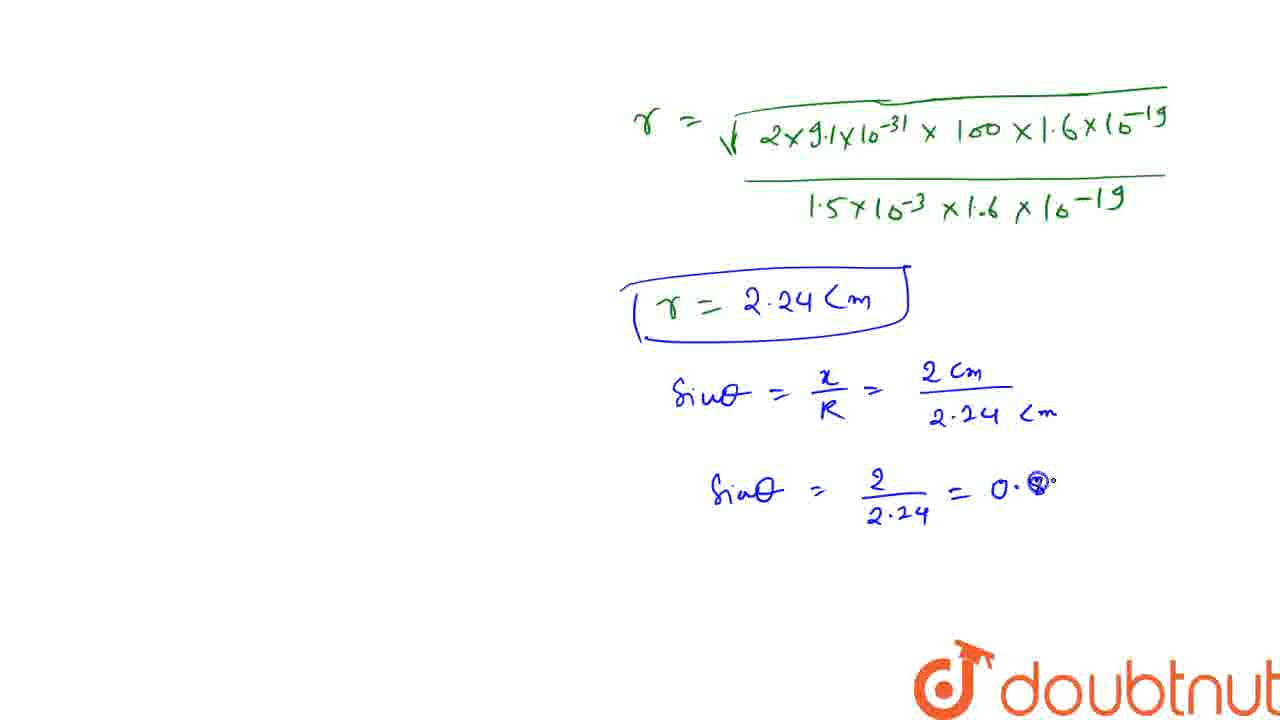 r = √2×9.1×10⁻³¹ × 100 × 1.6×10⁻¹⁹
1.5×10⁻³ ×1.6 × 10⁻¹⁹
r = 2.24 Cm
Sinθ = x/R = 2 Cm/2.24 Cm
Sinθ = 2/2.24 = 0.8
doubtnut